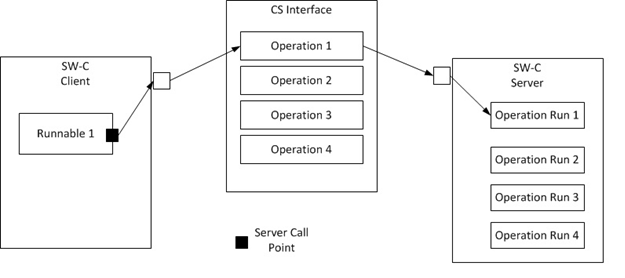 SW-C
Client
Runnable 1
CS Interface
Operation 1
Operation 2
Operation 3
Operation 4
SW-C
Server
Operation Run 1
Operation Run 2
Operation Run 3
Operation Run 4
Server Call
Point